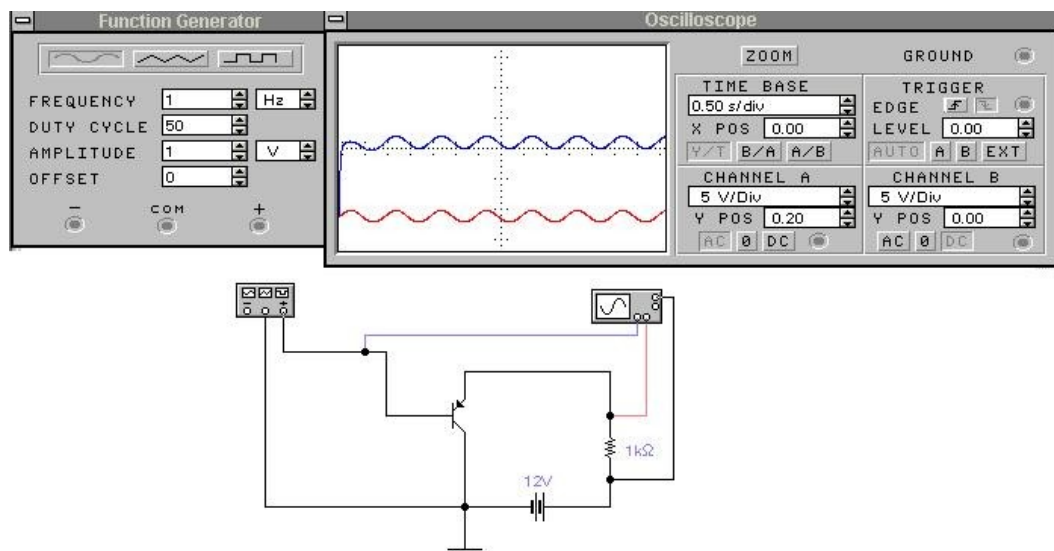 Function Generator
FREQUENCY 1 Hz
DUTY CYCLE 50
AMPLITUDE 1 V
OFFSET 0
− COM +
Oscilloscope
ZOOM GROUND
TIME BASE
0.50 s/div
X POS 0.00
Y/T B/A A/B
TRIGGER
EDGE
LEVEL 0.00
AUTO A B EXT
CHANNEL A
5 V/Div
Y POS 0.20
AC 0 DC
CHANNEL B
5 V/Div
Y POS 0.00
AC 0 DC
− +
1kΩ
12V